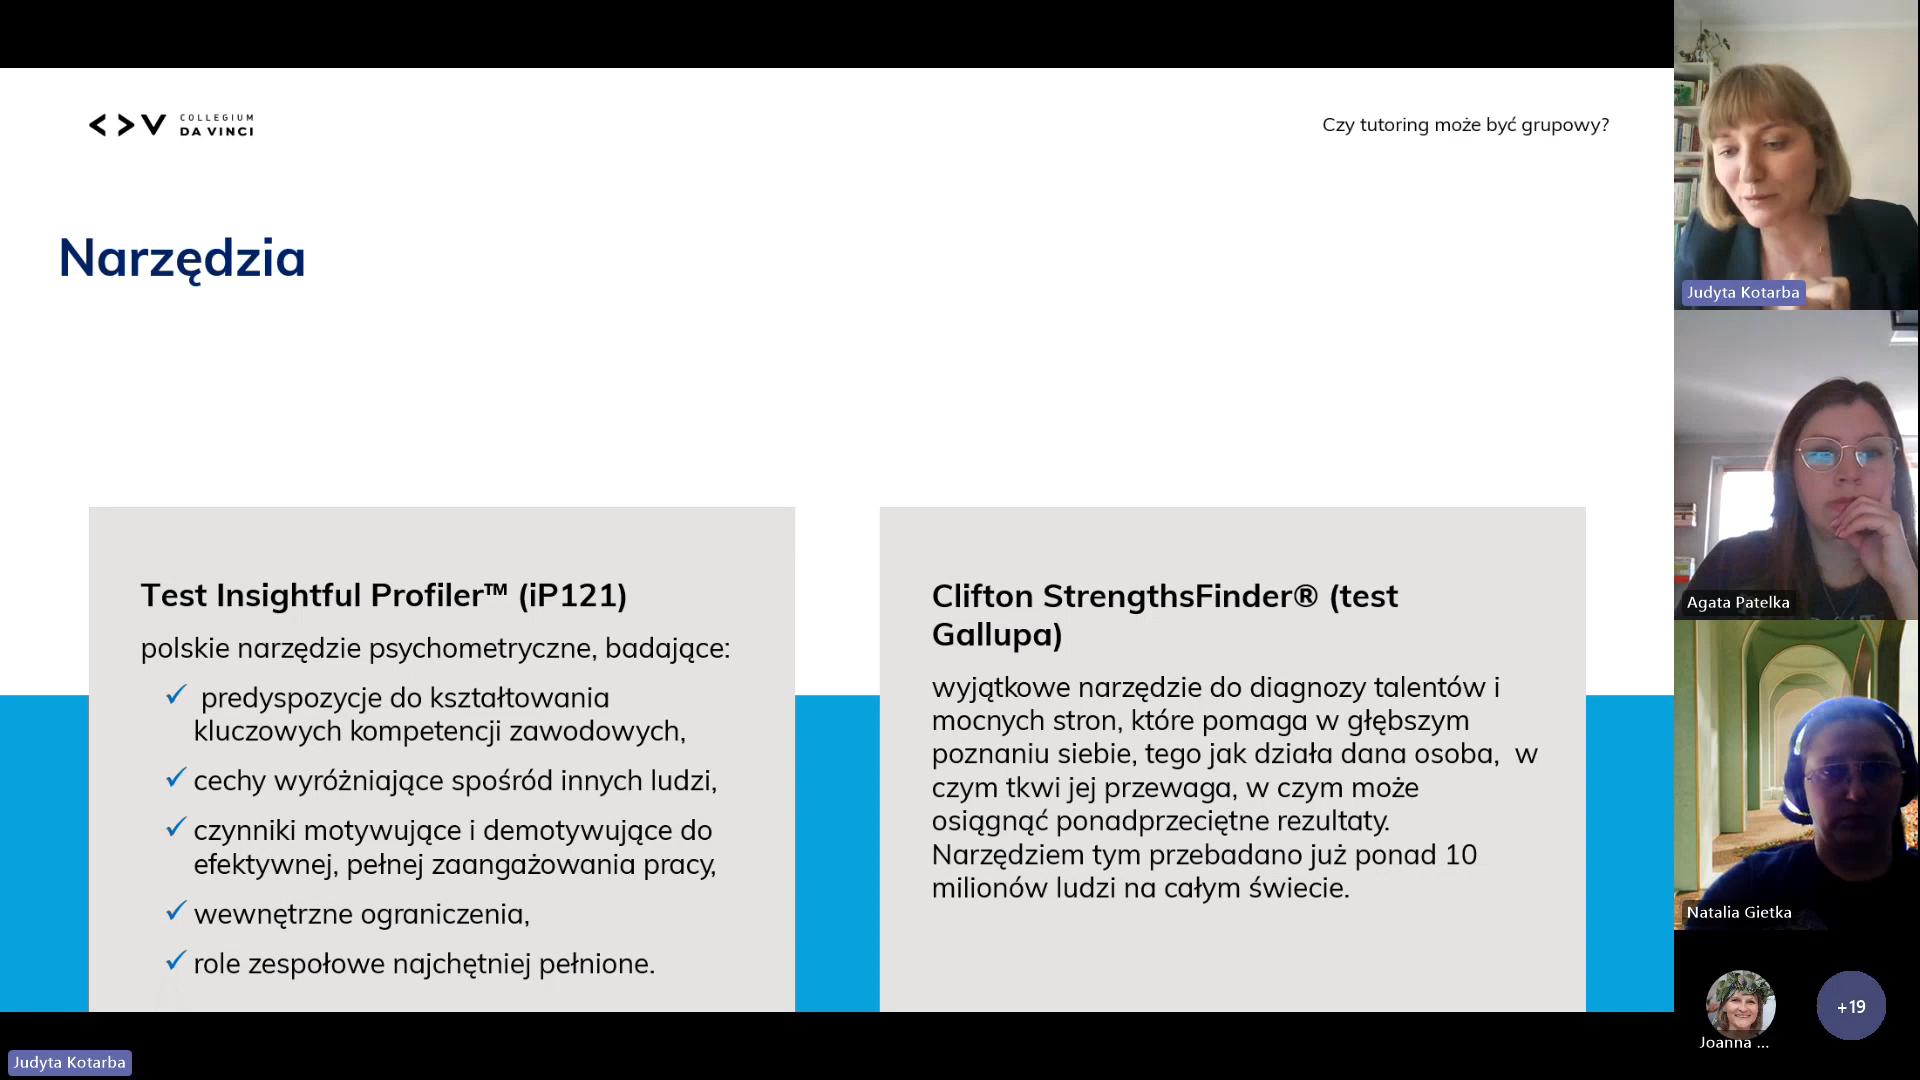 COLLEGIUM
DA VINCI
Czy tutoring może być grupowy?
Narzędzia
Test Insightful Profiler™ (iP121)
polskie narzędzie psychometryczne, badające:
✓ predyspozycje do kształtowania
kluczowych kompetencji zawodowych,
✓ cechy wyróżniające spośród innych ludzi,
✓ czynniki motywujące i demotywujące do
efektywnej, pełnej zaangażowania pracy,
✓ wewnętrzne ograniczenia,
✓ role zespołowe najchętniej pełnione.
Clifton StrengthsFinder® (test
Gallupa)
wyjątkowe narzędzie do diagnozy talentów i
mocnych stron, które pomaga w głębszym
poznaniu siebie, tego jak działa dana osoba, w
czym tkwi jej przewaga, w czym może
osiągnąć ponadprzeciętne rezultaty.
Narzędziem tym przebadano już ponad 10
milionów ludzi na całym świecie.
Judyta Kotarba
Agata Patelka
Natalia Gietka
Joanna ...
+19
Judyta Kotarba